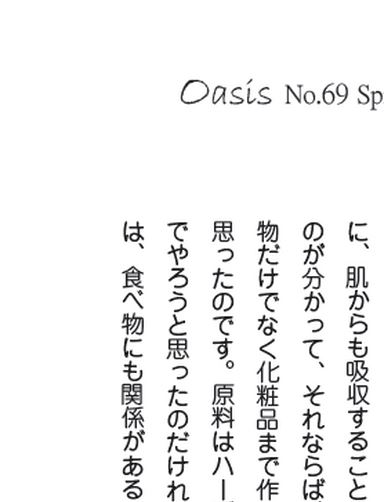 Oasis No.69 Sp
に、肌からも吸収すること
のが分かって、それならば
物だけでなく化粧品まで作
思ったのです。原料はハー
でやろうと思ったのだけれ
は、食べ物にも関係がある